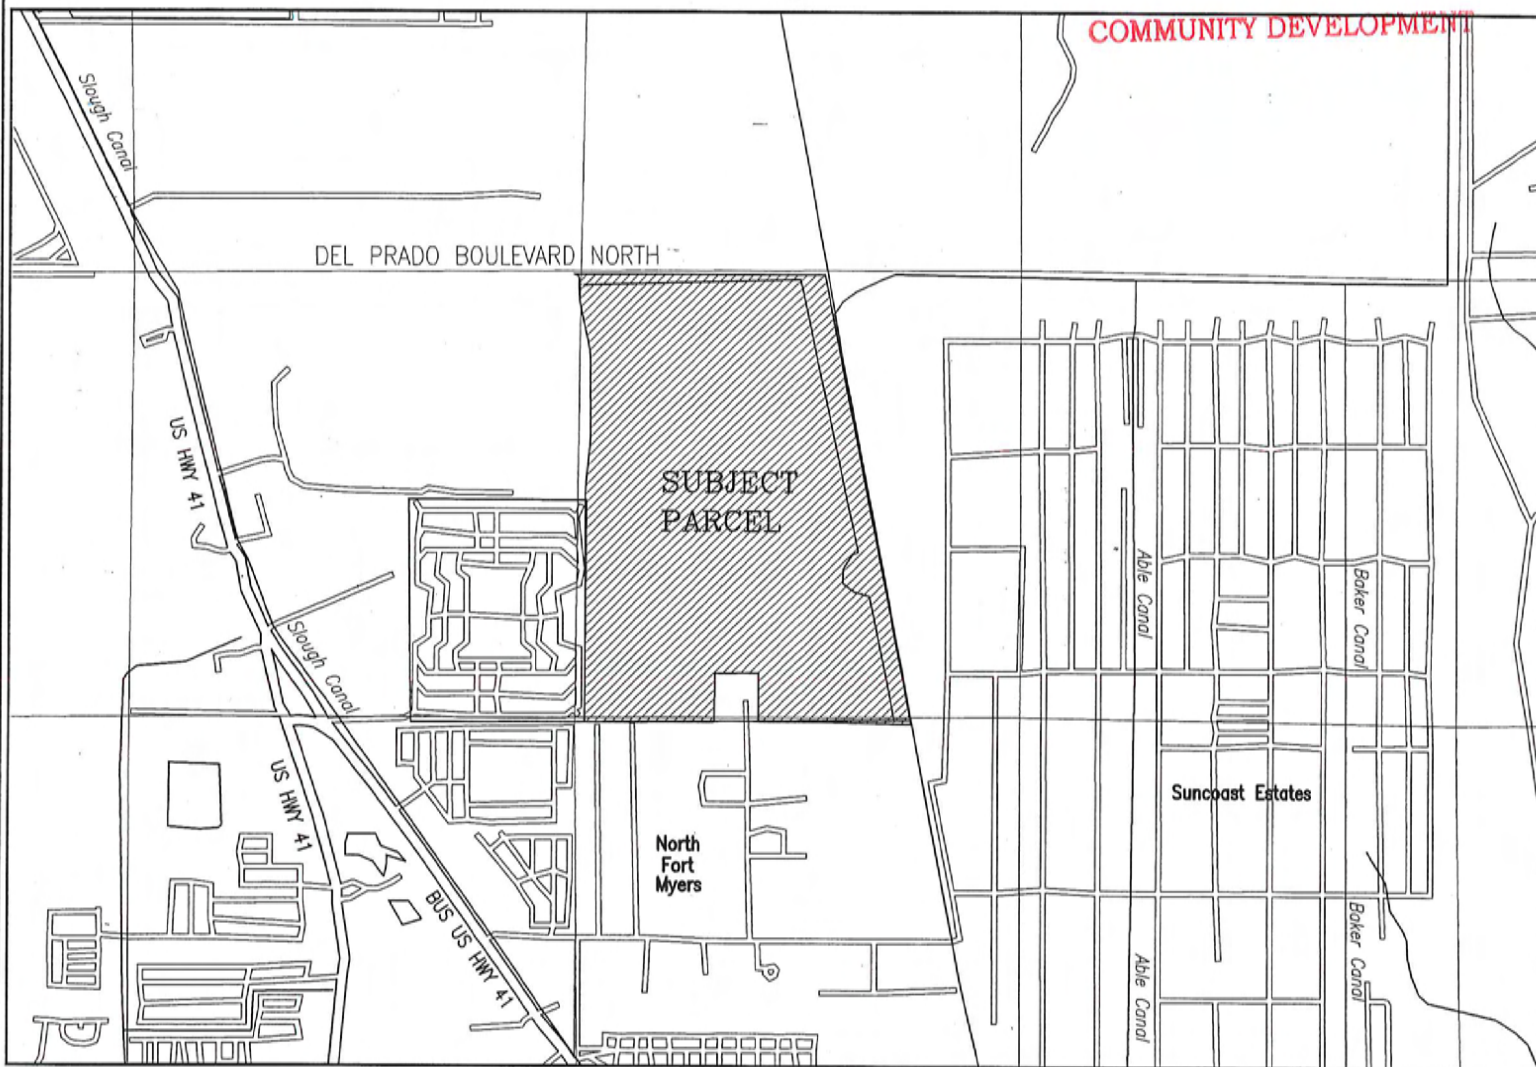 COMMUNITY DEVELOPMENT
Slough Canal
DEL PRADO BOULEVARD NORTH
US HWY 41
SUBJECT
PARCEL
Able Canal
Baker Canal
Slough Canal
US HWY 41
Suncoast Estates
North
Fort
Myers
BUS US HWY 41
Baker Canal
Able Canal